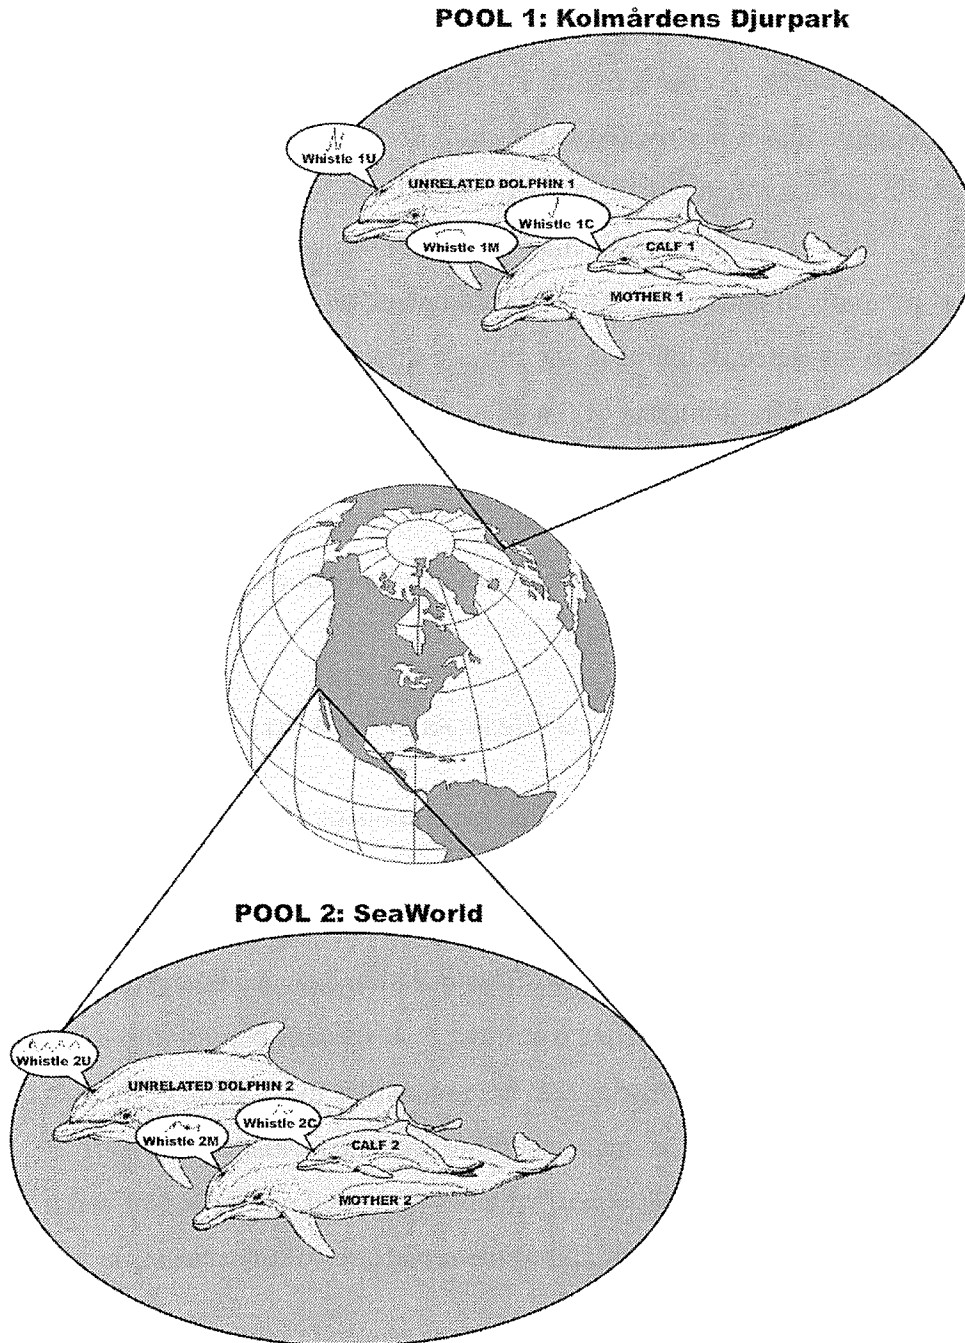 POOL 1: Kolmårdens Djurpark
Whistle 1U
UNRELATED DOLPHIN 1
Whistle 1C
Whistle 1M
CALF 1
MOTHER 1
POOL 2: SeaWorld
Whistle 2U
UNRELATED DOLPHIN 2
Whistle 2C
Whistle 2M
CALF 2
MOTHER 2